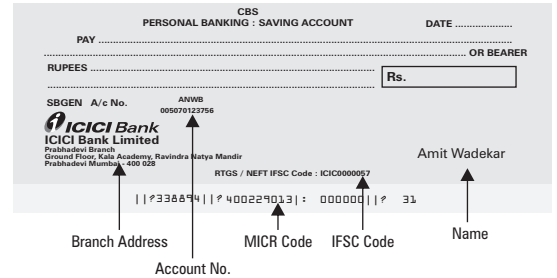 CBS
PERSONAL BANKING : SAVING ACCOUNT DATE ....................
PAY ..........................................................................................
.......................................................................................... OR BEARER
RUPEES ..........................................................................................
.......................................................................................... Rs.
SBGEN A/c No. ANWB
005070123756
ICICI Bank
ICICI Bank Limited
Prabhadevi Branch
Ground Floor, Kala Academy, Ravindra Natya Mandir
Prabhadevi Mumbai - 400 028
Amit Wadekar
RTGS / NEFT IFSC Code : ICIC0000057
||?338894||? 400229013|: 000000||? 31
Branch Address MICR Code IFSC Code Name
Account No.